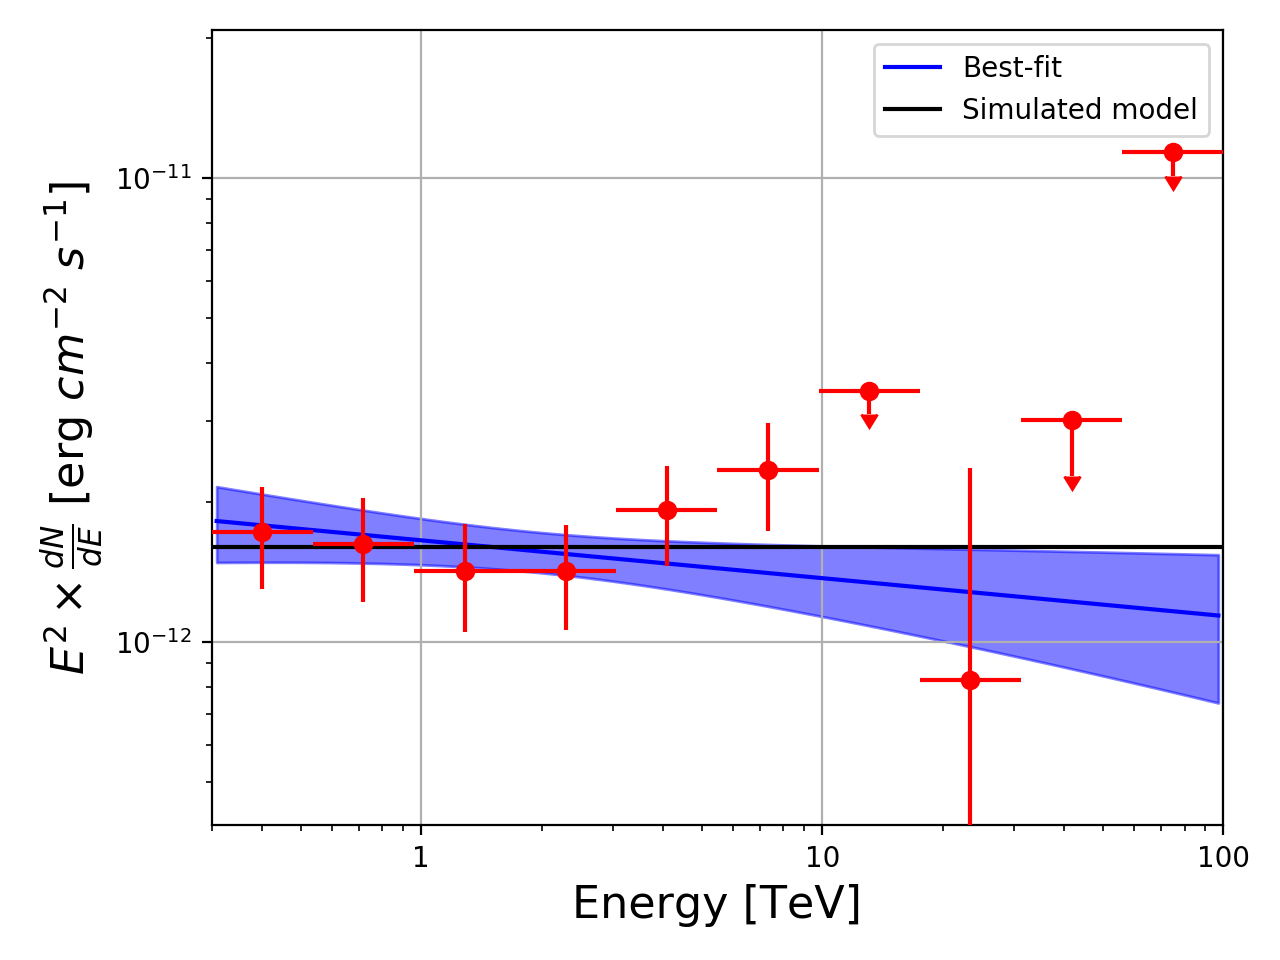 Best-fit
Simulated model
10⁻¹¹
10⁻¹²
E² × dN/dE [erg cm⁻² s⁻¹]
1 10 100
Energy [TeV]